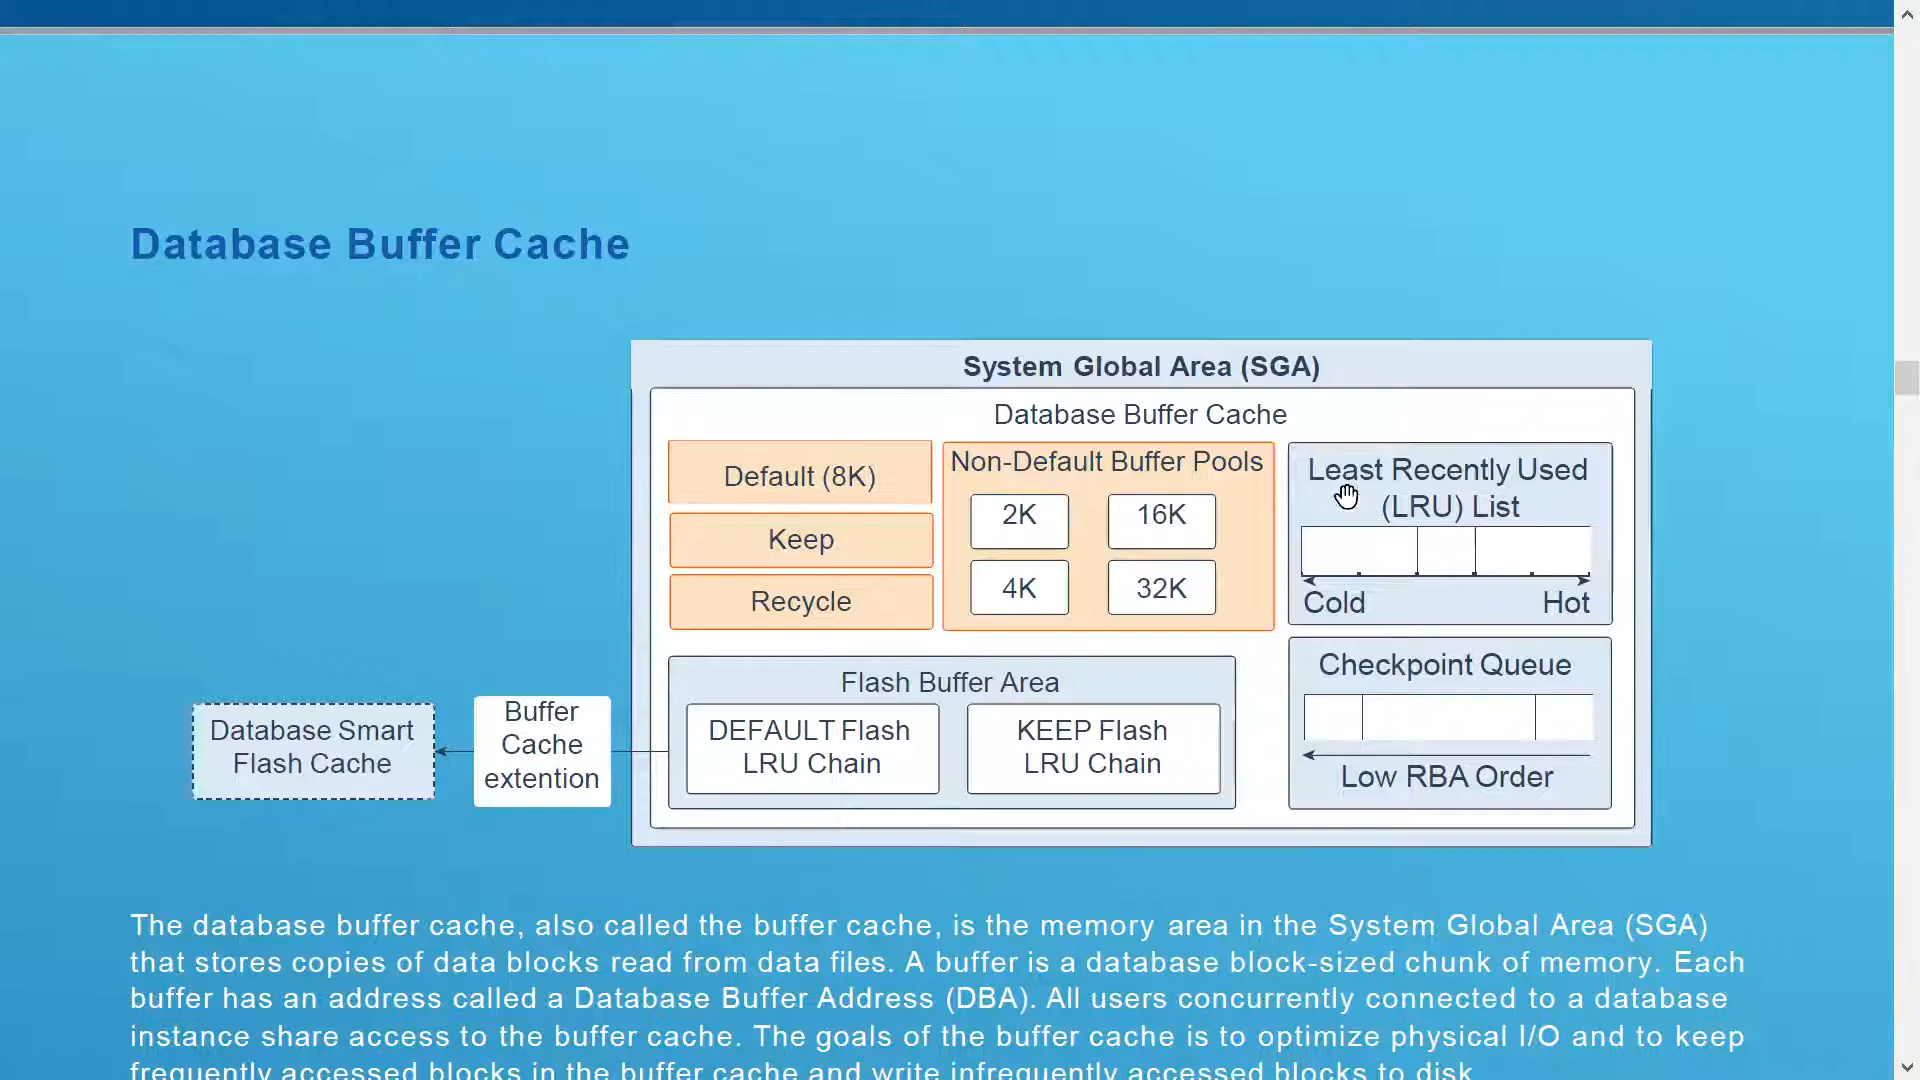 Database Buffer Cache
System Global Area (SGA)
Database Buffer Cache
Default (8K)
Keep
Recycle
Non-Default Buffer Pools
2K
16K
4K
32K
Least Recently Used
(LRU) List
Cold
Hot
Flash Buffer Area
DEFAULT Flash
LRU Chain
KEEP Flash
LRU Chain
Checkpoint Queue
Low RBA Order
Buffer
Cache
extention
Database Smart
Flash Cache
The database buffer cache, also called the buffer cache, is the memory area in the System Global Area (SGA)
that stores copies of data blocks read from data files. A buffer is a database block-sized chunk of memory. Each
buffer has an address called a Database Buffer Address (DBA). All users concurrently connected to a database
instance share access to the buffer cache. The goals of the buffer cache is to optimize physical I/O and to keep
frequently accessed blocks in the buffer cache and write infrequently accessed blocks to disk.